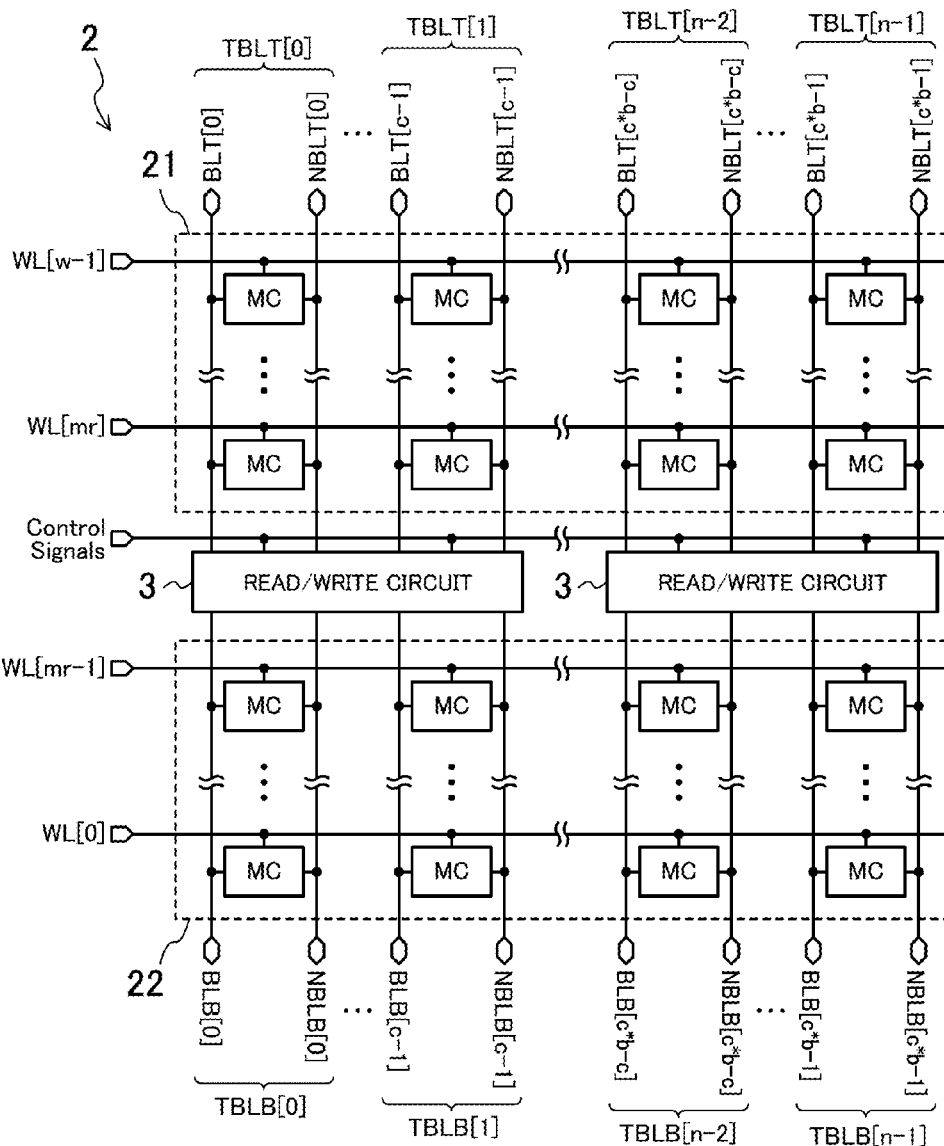 2
TBLT[0] TBLT[1] TBLT[n-2] TBLT[n-1]
BLT[0] NBLT[0] ... BLT[c-1] NBLT[c-1] BLT[c*b-c] NBLT[c*b-c] ... BLT[c*b-1] NBLT[c*b-1]
21
WL[w-1]
MC MC MC MC
WL[mr]
MC MC MC MC
Control
Signals
3 READ/WRITE CIRCUIT 3 READ/WRITE CIRCUIT
WL[mr-1]
MC MC MC MC
WL[0]
MC MC MC MC
22
BLB[0] NBLB[0] ... BLB[c-1] NBLB[c-1] BLB[c*b-c] NBLB[c*b-c] ... BLB[c*b-1] NBLB[c*b-1]
TBLB[0] TBLB[1] TBLB[n-2] TBLB[n-1]